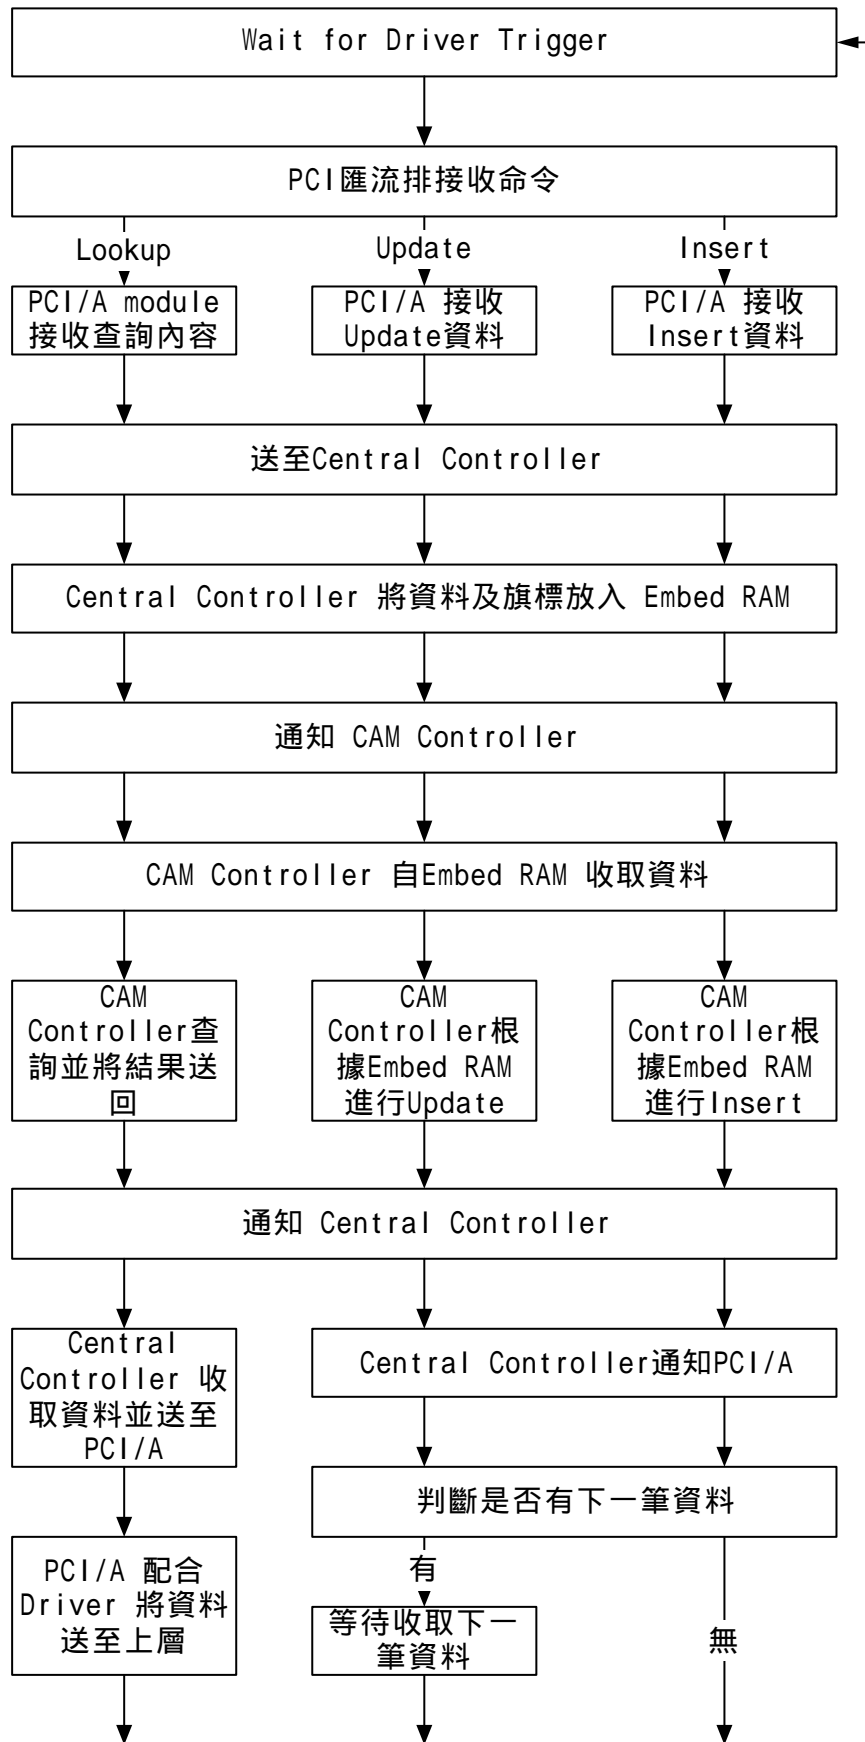 Wait for Driver Trigger
PCI匯流排接收命令
Lookup
Update
Insert
PCI/A module
接收查詢內容
PCI/A 接收
Update資料
PCI/A 接收
Insert資料
送至Central Controller
Central Controller 將資料及旗標放入 Embed RAM
通知 CAM Controller
CAM Controller 自Embed RAM 收取資料
CAM
Controller查
詢並將結果送
回
CAM
Controller根
據Embed RAM
進行Update
CAM
Controller根
據Embed RAM
進行Insert
通知 Central Controller
Central
Controller 收
取資料並送至
PCI/A
Central Controller通知PCI/A
判斷是否有下一筆資料
PCI/A 配合
Driver 將資料
送至上層
有
等待收取下一
筆資料
無